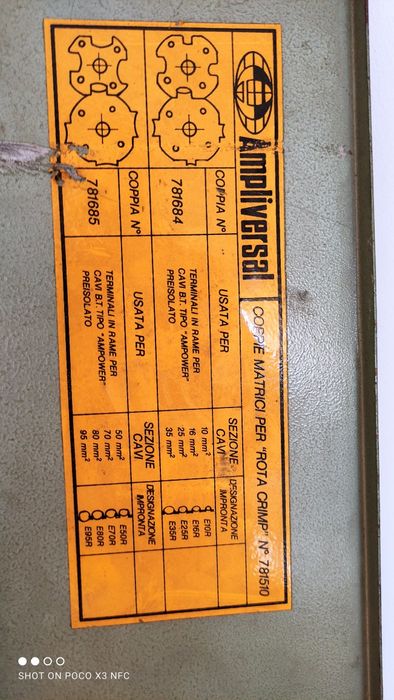 Ampliversal
COPPIE MATRICI PER "ROTA CRIMP" N° 781510
COPPIA N°
USATA PER
SEZIONE
CAVI
DESIGNAZIONE
IMPRONTA
781684
TERMINALI IN RAME PER
CAVI B.T. TIPO "AMPOWER"
PREISOLATO
10 mm²
16 mm²
25 mm²
35 mm²
E10R
E16R
E25R
E35R
COPPIA N°
USATA PER
SEZIONE
CAVI
DESIGNAZIONE
IMPRONTA
781685
TERMINALI IN RAME PER
CAVI B.T. TIPO "AMPOWER"
PREISOLATO
50 mm²
70 mm²
80 mm²
95 mm²
E50R
E70R
E80R
E95R
SHOT ON POCO X3 NFC